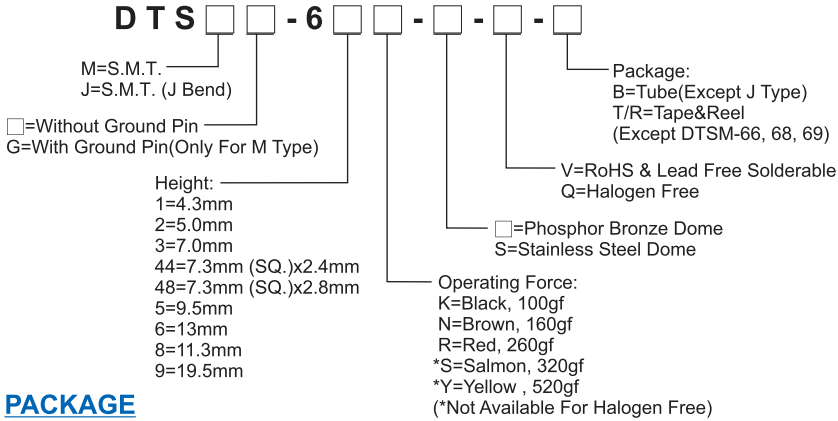 DTS□□-6□□-□-□-□
M=S.M.T.
J=S.M.T. (J Bend)
□=Without Ground Pin
G=With Ground Pin(Only For M Type)
Height:
1=4.3mm
2=5.0mm
3=7.0mm
44=7.3mm (SQ.)x2.4mm
48=7.3mm (SQ.)x2.8mm
5=9.5mm
6=13mm
8=11.3mm
9=19.5mm
Package:
B=Tube(Except J Type)
T/R=Tape&Reel
(Except DTSM-66, 68, 69)
V=RoHS & Lead Free Solderable
Q=Halogen Free
□=Phosphor Bronze Dome
S=Stainless Steel Dome
Operating Force:
K=Black, 100gf
N=Brown, 160gf
R=Red, 260gf
*S=Salmon, 320gf
*Y=Yellow , 520gf
(*Not Available For Halogen Free)
PACKAGE